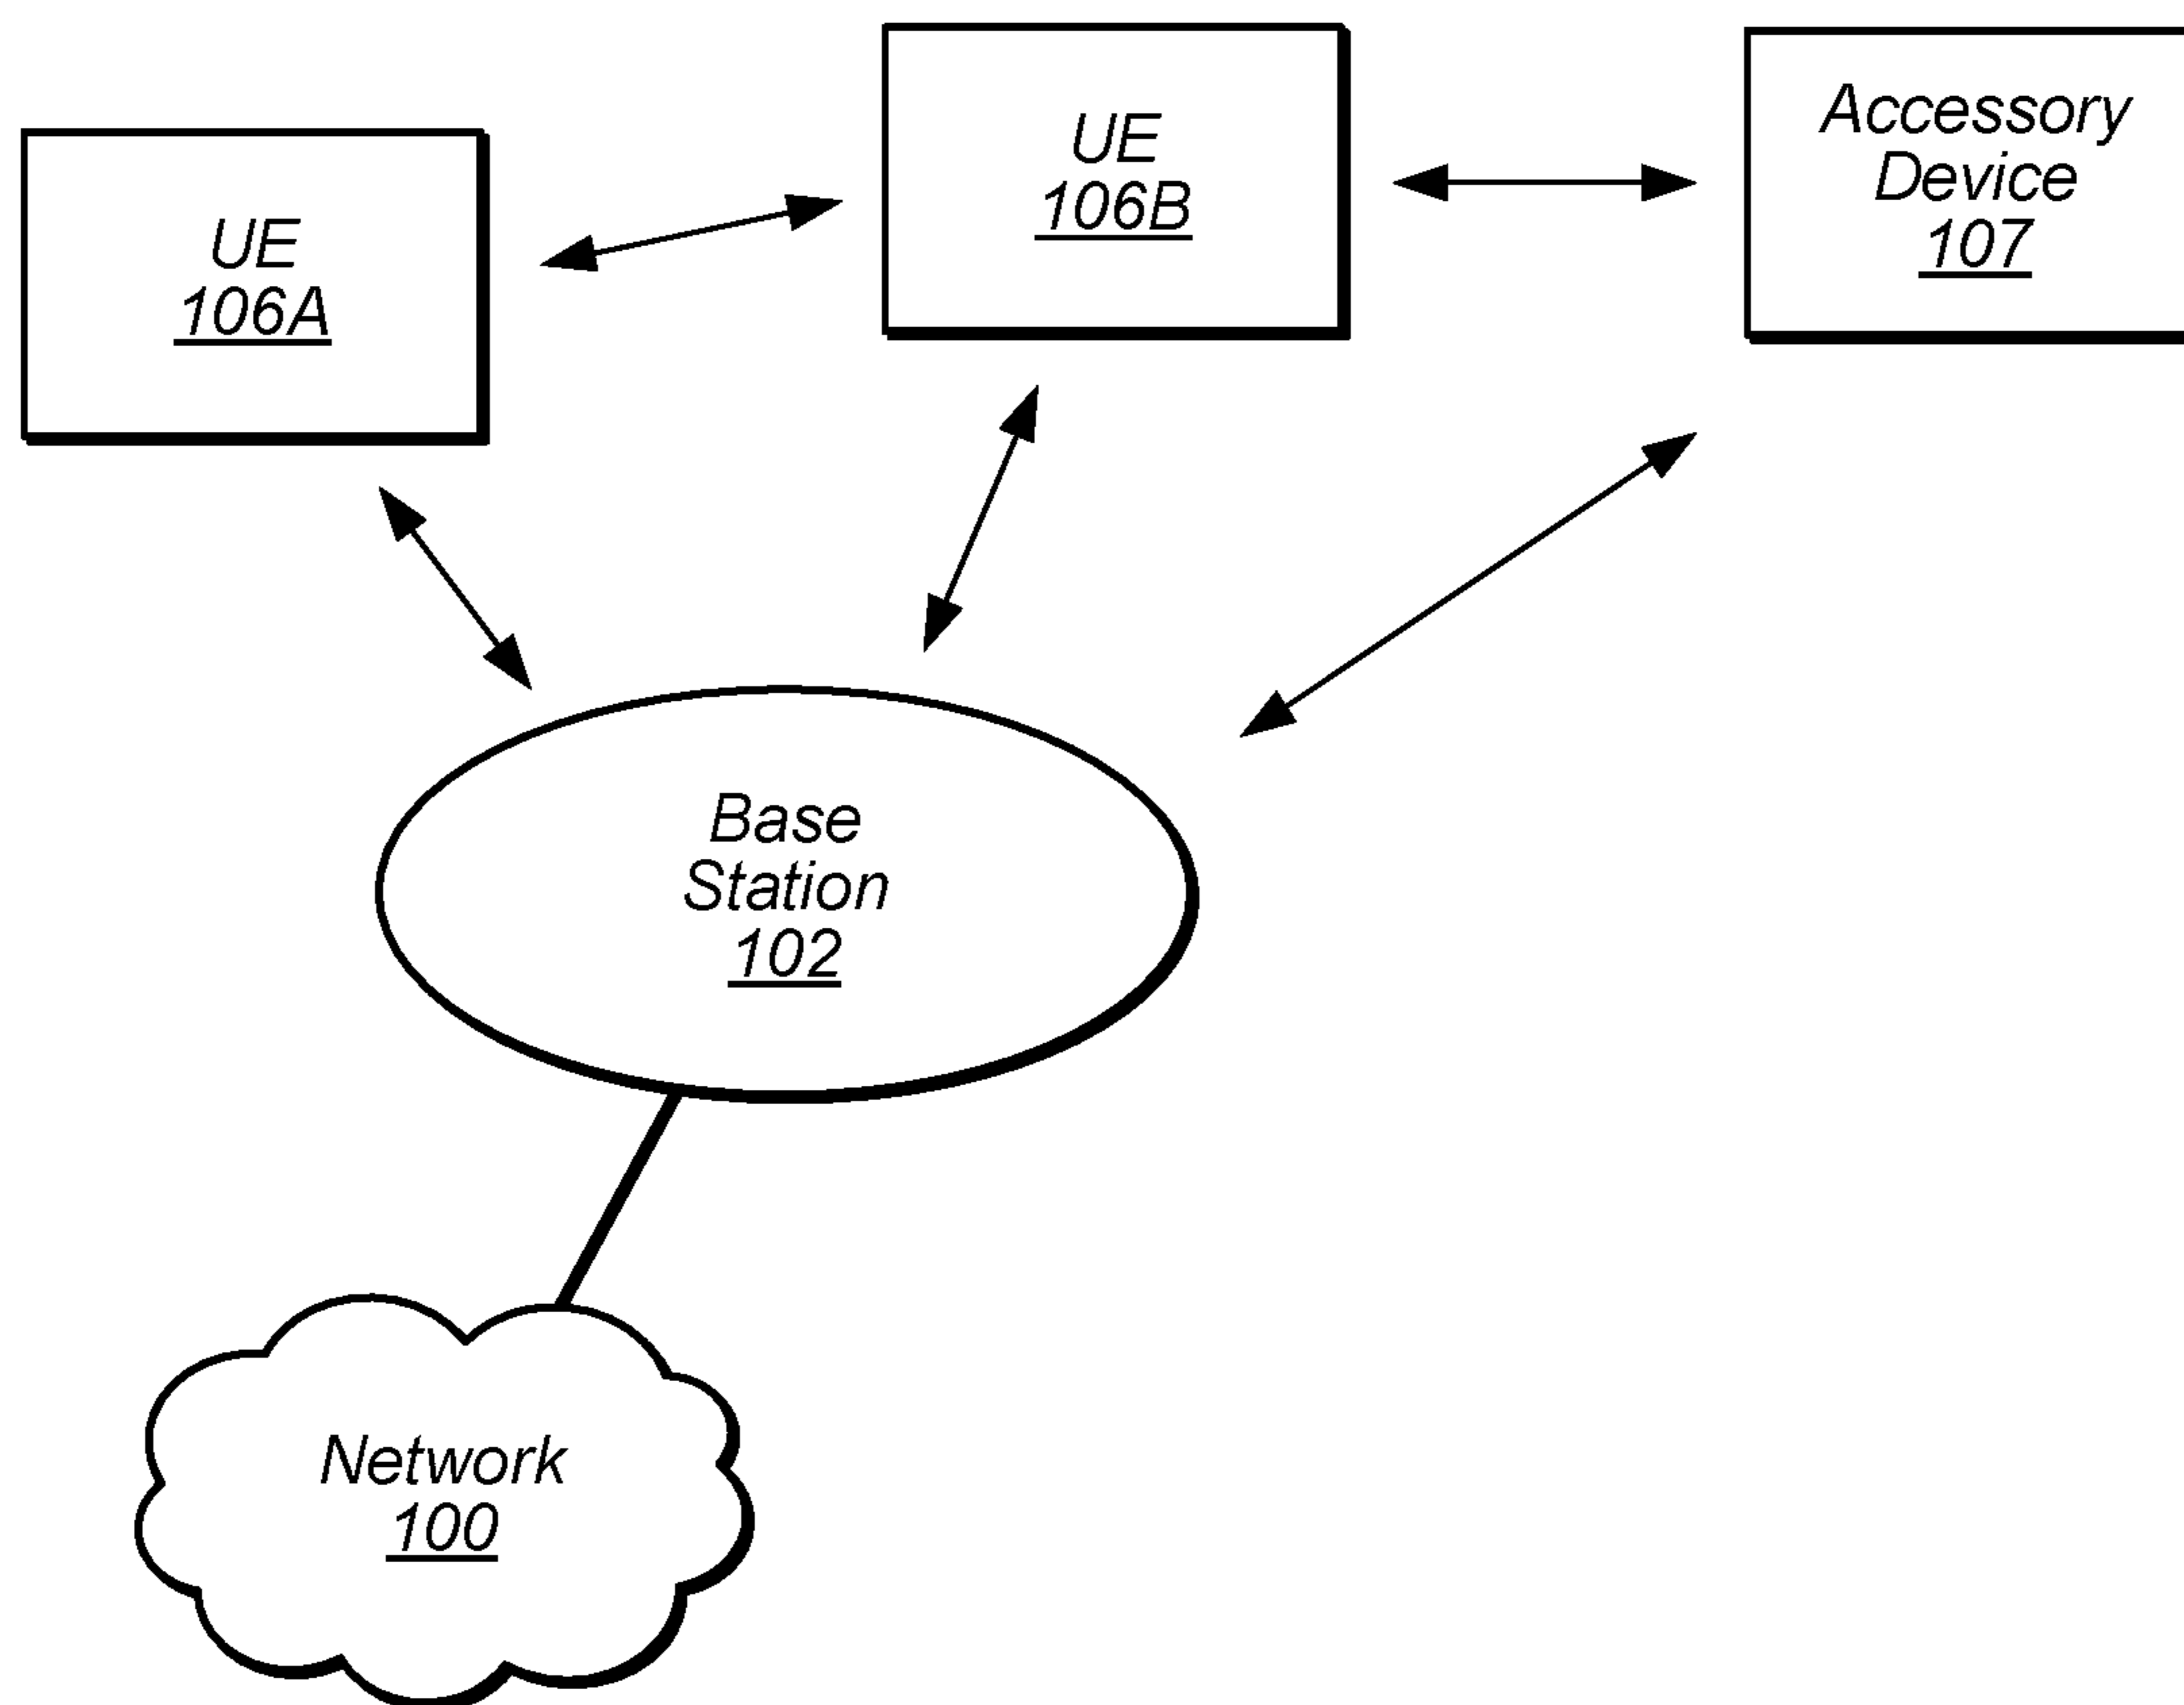 UE
106A
UE
106B
Accessory
Device
107
Base
Station
102
Network
100